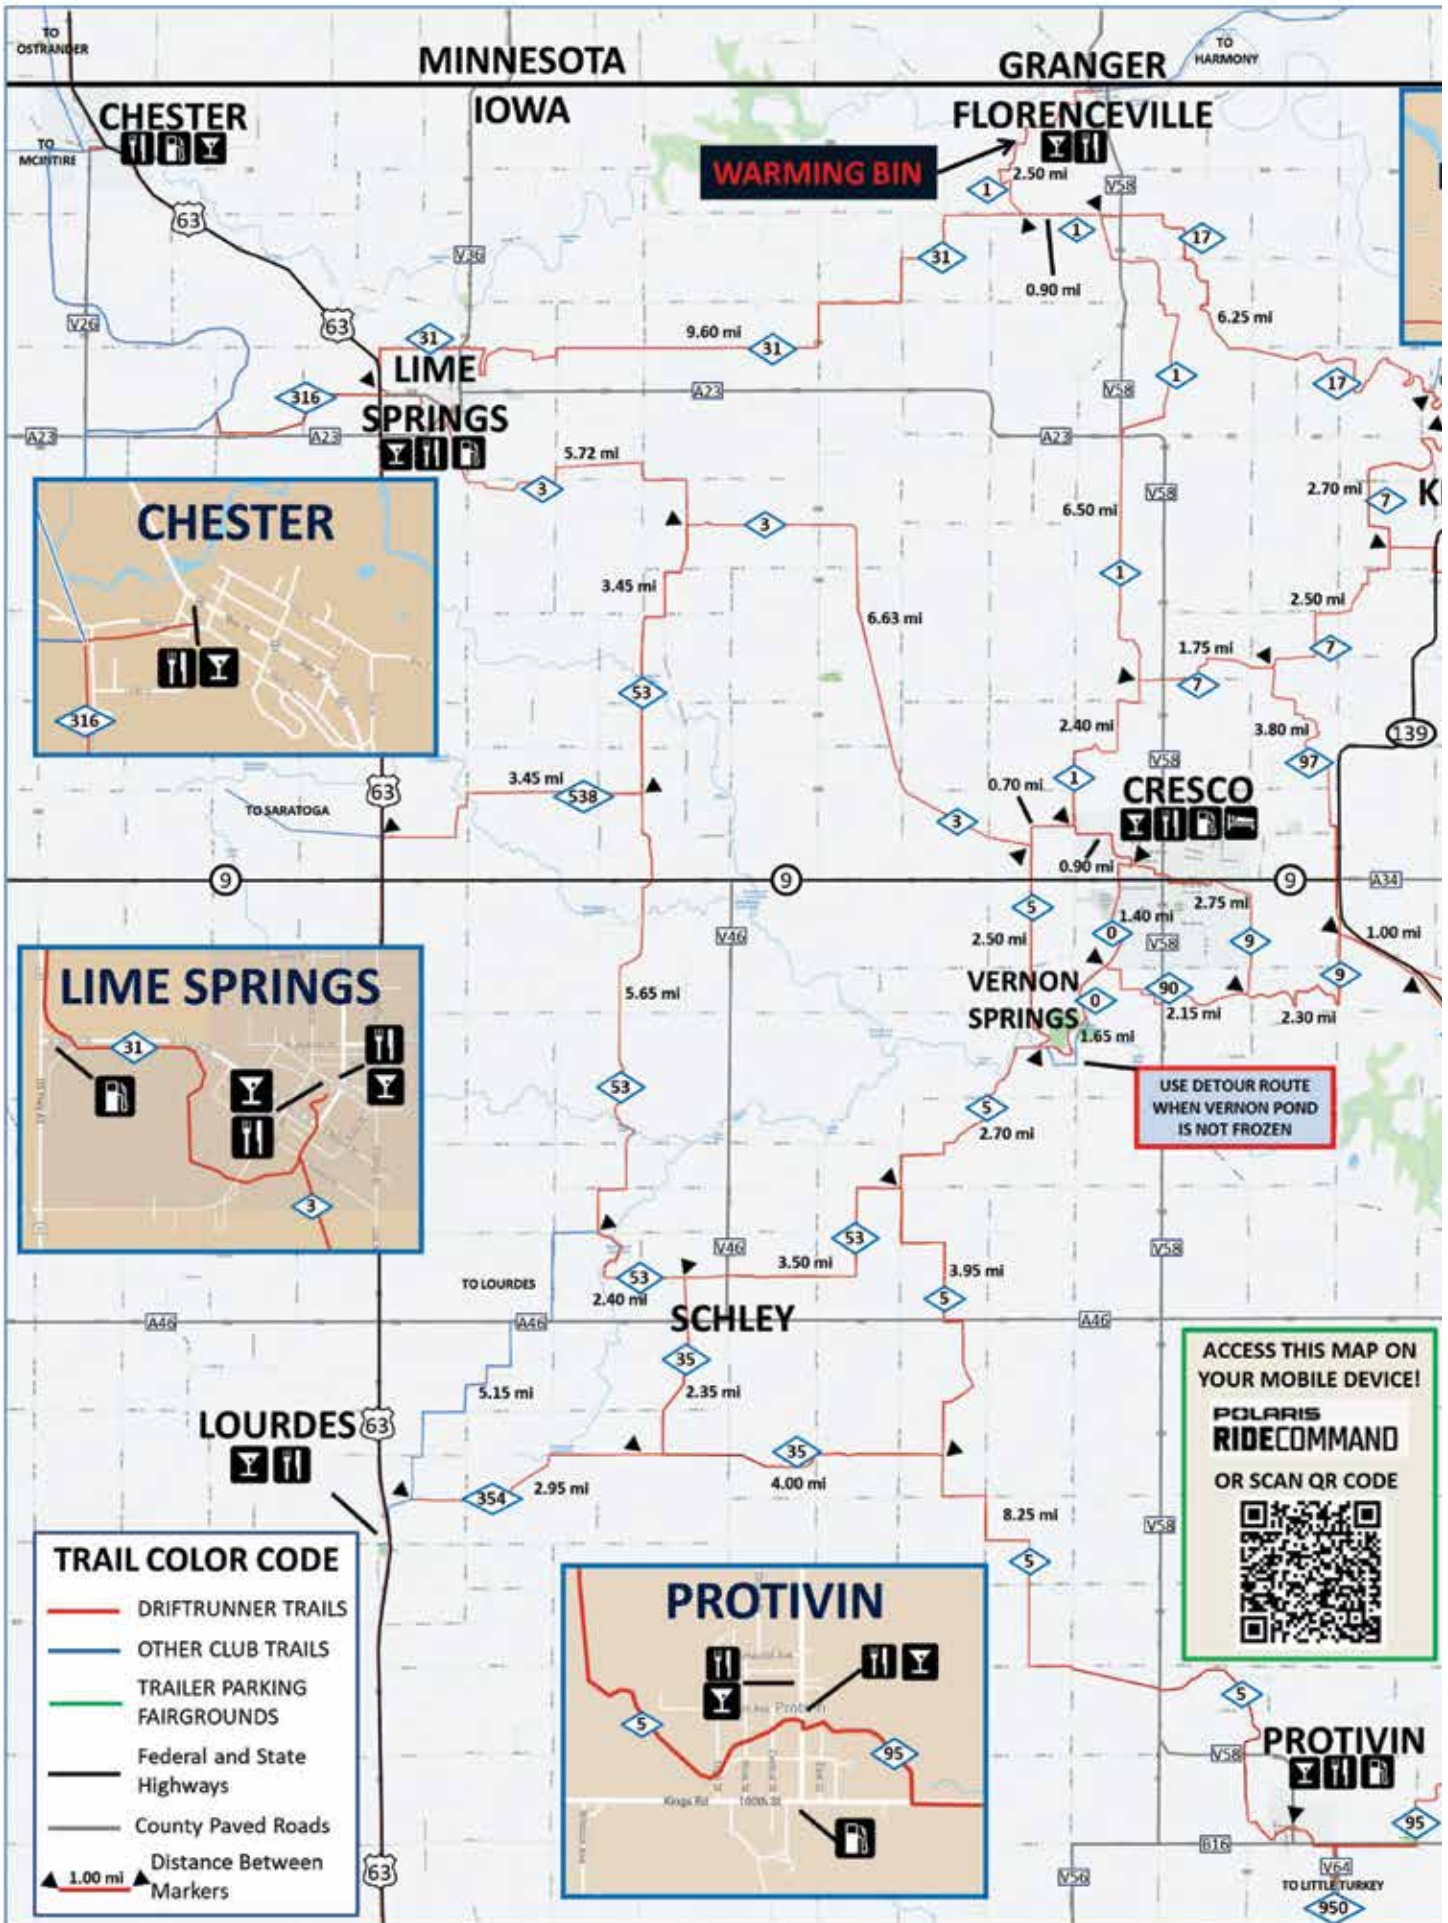 TO
OSTRANDER
MINNESOTA
GRANGER
TO
HARMONY
IOWA
CHESTER
FLORENCEVILLE
TO
MCINTIRE
WARMING BIN
2.50 mi
1
V58
63
1
17
V36
31
0.90 mi
6.25 mi
V26
63
31
9.60 mi
31
LIME
SPRINGS
316
A23
V58
1
17
A23
A23
A23
5.72 mi
3
V58
2.70 mi
7
K
CHESTER
316
3
6.50 mi
3.45 mi
1
2.50 mi
6.63 mi
7
1.75 mi
7
53
2.40 mi
3.80 mi
139
V58
97
63
3.45 mi
538
0.70 mi
1
CRESCO
TO SARATOGA
3
0.90 mi
9
9
9
A34
5
2.75 mi
1.40 mi
0
V58
9
1.00 mi
V46
2.50 mi
LIME SPRINGS
31
3
5.65 mi
VERNON
SPRINGS
0
90
2.15 mi
9
2.30 mi
1.65 mi
53
5
2.70 mi
USE DETOUR ROUTE
WHEN VERNON POND
IS NOT FROZEN
53
V46
V58
3.50 mi
3.95 mi
TO LOURDES
53
2.40 mi
5
A46
A46
SCHLEY
A46
35
2.35 mi
5.15 mi
ACCESS THIS MAP ON
YOUR MOBILE DEVICE!
POLARIS
RIDECOMMAND
OR SCAN QR CODE
LOURDES
63
35
4.00 mi
354
2.95 mi
8.25 mi
V58
5
TRAIL COLOR CODE
DRIFTRUNNER TRAILS
OTHER CLUB TRAILS
TRAILER PARKING
FAIRGROUNDS
Federal and State
Highways
County Paved Roads
1.00 mi
Distance Between
Markers
63
PROTIVIN
Protivin
5
95
Kings Rd
100th St
5
V58
PROTIVIN
95
B16
V56
V64
TO LITTLE TURKEY
950